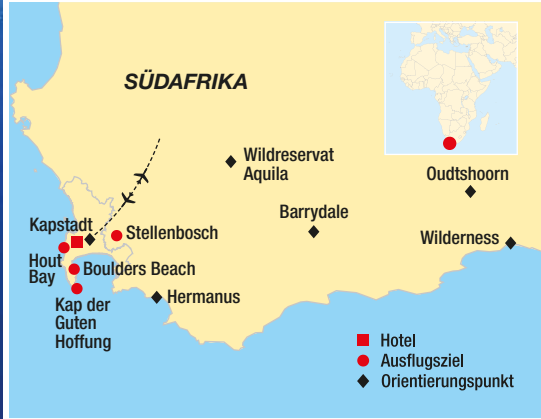 SÜDAFRIKA
Wildreservat
Aquila
Oudtshoorn
Barrydale
Kapstadt
Stellenbosch
Wilderness
Hout
Bay
Boulders Beach
Hermanus
Kap der
Guten
Hoffung
Hotel
Ausflugsziel
Orientierungspunkt